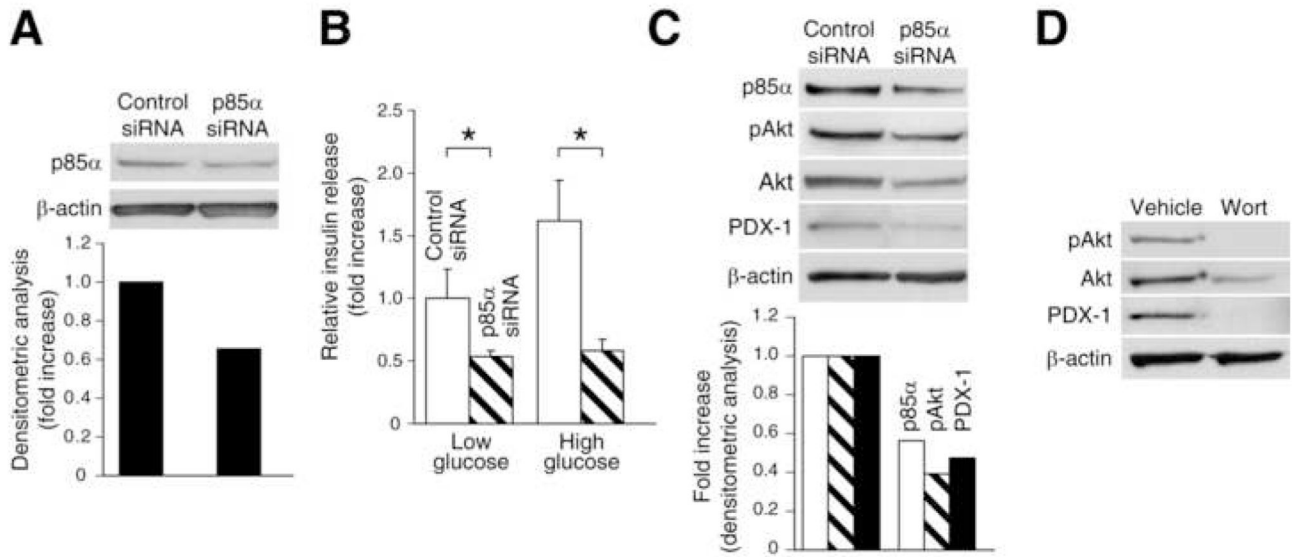 A
Control
siRNA
p85α
siRNA
p85α
β-actin
Densitometric analysis
(fold increase)
1.2
1.0
0.8
0.6
0.4
0.2
0
B
Relative insulin release
(fold increase)
2.5
2.0
1.5
1.0
0.5
0
*
*
Control
siRNA
p85α
siRNA
Low
glucose
High
glucose
C
Control
siRNA
p85α
siRNA
p85α
pAkt
Akt
PDX-1
β-actin
Fold increase
(densitometric analysis)
1.2
1.0
0.8
0.6
0.4
0.2
0
p85α
pAkt
PDX-1
D
Vehicle Wort
pAkt
Akt
PDX-1
β-actin